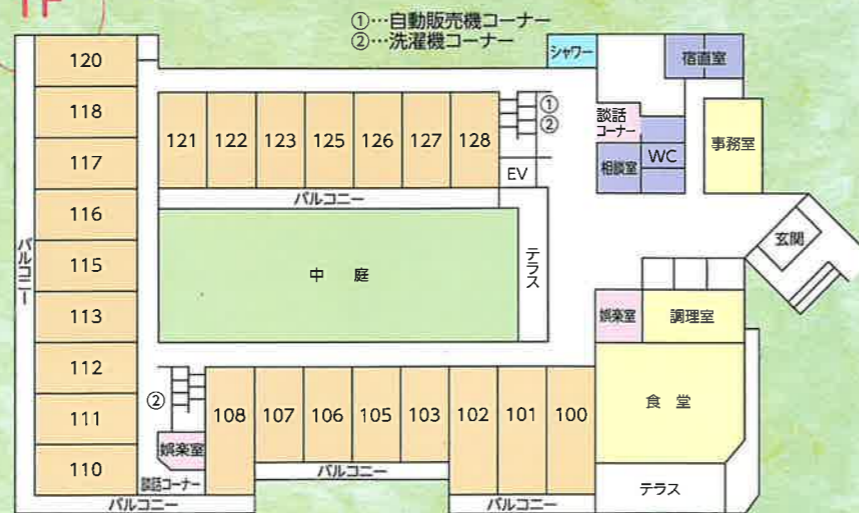 1F
①…自動販売機コーナー
②…洗濯機コーナー
シャワー
宿直室
120
118
117
116
115
113
112
111
110
121
122
123
125
126
127
128
①
②
EV
談話
コーナー
相談室
WC
事務室
バルコニー
バルコニー
中庭
テラス
玄関
娯楽室
調理室
食堂
②
娯楽室
談話コーナー
108
107
106
105
103
102
101
100
バルコニー
バルコニー
バルコニー
テラス